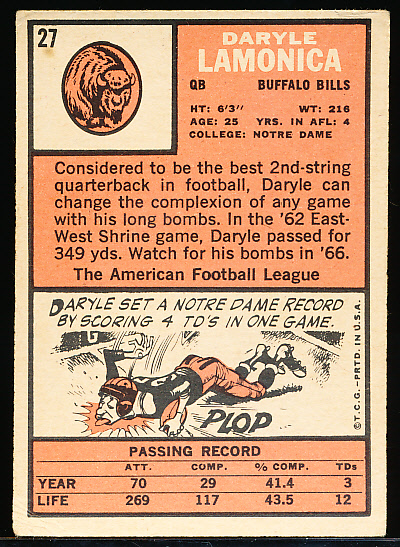 27
DARYLE
LAMONICA
QB BUFFALO BILLS
HT: 6'3" WT: 216
AGE: 25 YRS. IN AFL: 4
COLLEGE: NOTRE DAME
Considered to be the best 2nd-string
quarterback in football, Daryle can
change the complexion of any game
with his long bombs. In the '62 East-
West Shrine game, Daryle passed for
349 yds. Watch for his bombs in '66.
The American Football League
DARYLE SET A NOTRE DAME RECORD
BY SCORING 4 TD'S IN ONE GAME.
PLOP
©T.C.G.-PRTD. IN U.S.A.
PASSING RECORD
ATT. COMP. % COMP. TDs
YEAR 70 29 41.4 3
LIFE 269 117 43.5 12